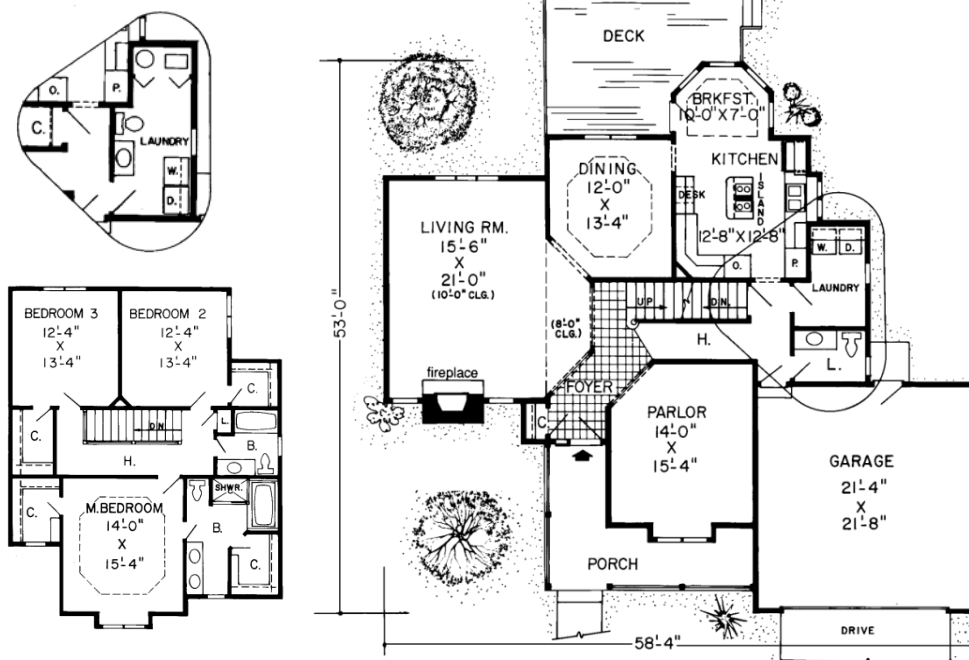 O.
P.
C.
LAUNDRY
W.
D.
DECK
BRKFST.
10'-0" X 7'-0"
KITCHEN
ISLAND
DESK
12'-8" X 12'-8"
O.
P.
DINING
12'-0"
X
13'-4"
LIVING RM.
15'-6"
X
21'-0"
(10'-0" CLG.)
(8'-0"
CLG.)
UP
DN.
H.
W.
D.
LAUNDRY
L.
fireplace
FOYER
C.
PARLOR
14'-0"
X
15'-4"
GARAGE
21'-4"
X
21'-8"
PORCH
DRIVE
53'-0"
58'-4"
BEDROOM 3
12'-4"
X
13'-4"
BEDROOM 2
12'-4"
X
13'-4"
C.
C.
DN.
L.
B.
H.
C.
M.BEDROOM
14'-0"
X
15'-4"
SHWR.
B.
C.